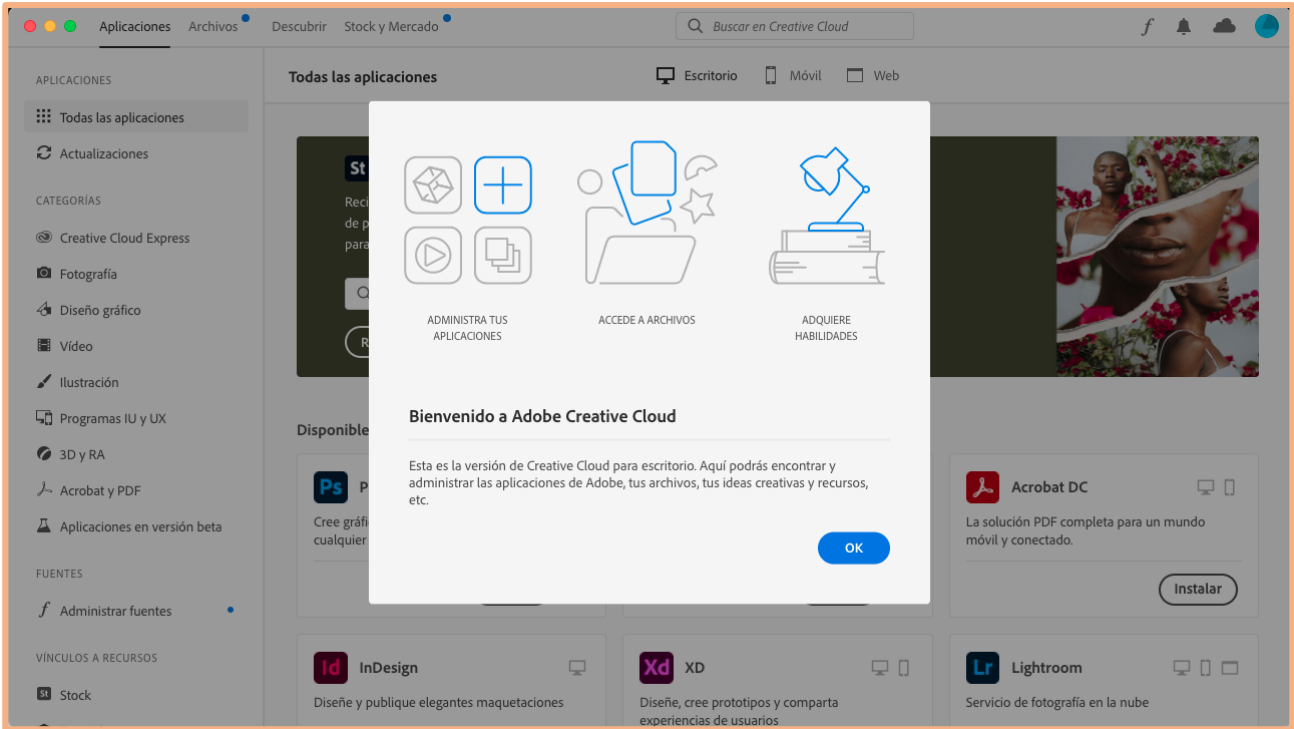 Aplicaciones Archivos Descubrir Stock y Mercado Buscar en Creative Cloud
APLICACIONES
Todas las aplicaciones
Actualizaciones
CATEGORÍAS
Creative Cloud Express
Fotografía
Diseño gráfico
Vídeo
Ilustración
Programas IU y UX
3D y RA
Acrobat y PDF
Aplicaciones en versión beta
FUENTES
Administrar fuentes
VÍNCULOS A RECURSOS
St Stock
Todas las aplicaciones Escritorio Móvil Web
St
Reci
de p
para
R
ADMINISTRA TUS
APLICACIONES
ACCEDE A ARCHIVOS
ADQUIERE
HABILIDADES
Bienvenido a Adobe Creative Cloud
Esta es la versión de Creative Cloud para escritorio. Aquí podrás encontrar y
administrar las aplicaciones de Adobe, tus archivos, tus ideas creativas y recursos,
etc.
OK
Disponible
Ps P
Cree gráfi
cualquier
Acrobat DC
La solución PDF completa para un mundo
móvil y conectado.
Instalar
Id InDesign
Diseñe y publique elegantes maquetaciones
Xd XD
Diseñe, cree prototipos y comparta
experiencias de usuarios
Lr Lightroom
Servicio de fotografía en la nube